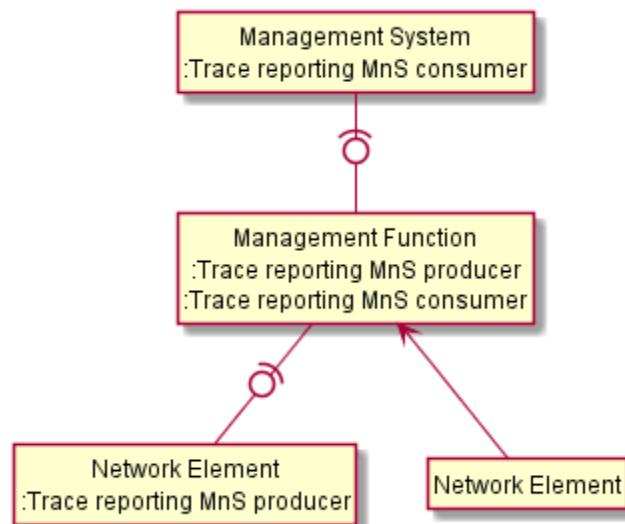 Management System
:Trace reporting MnS consumer
Management Function
:Trace reporting MnS producer
:Trace reporting MnS consumer
Network Element
:Trace reporting MnS producer
Network Element